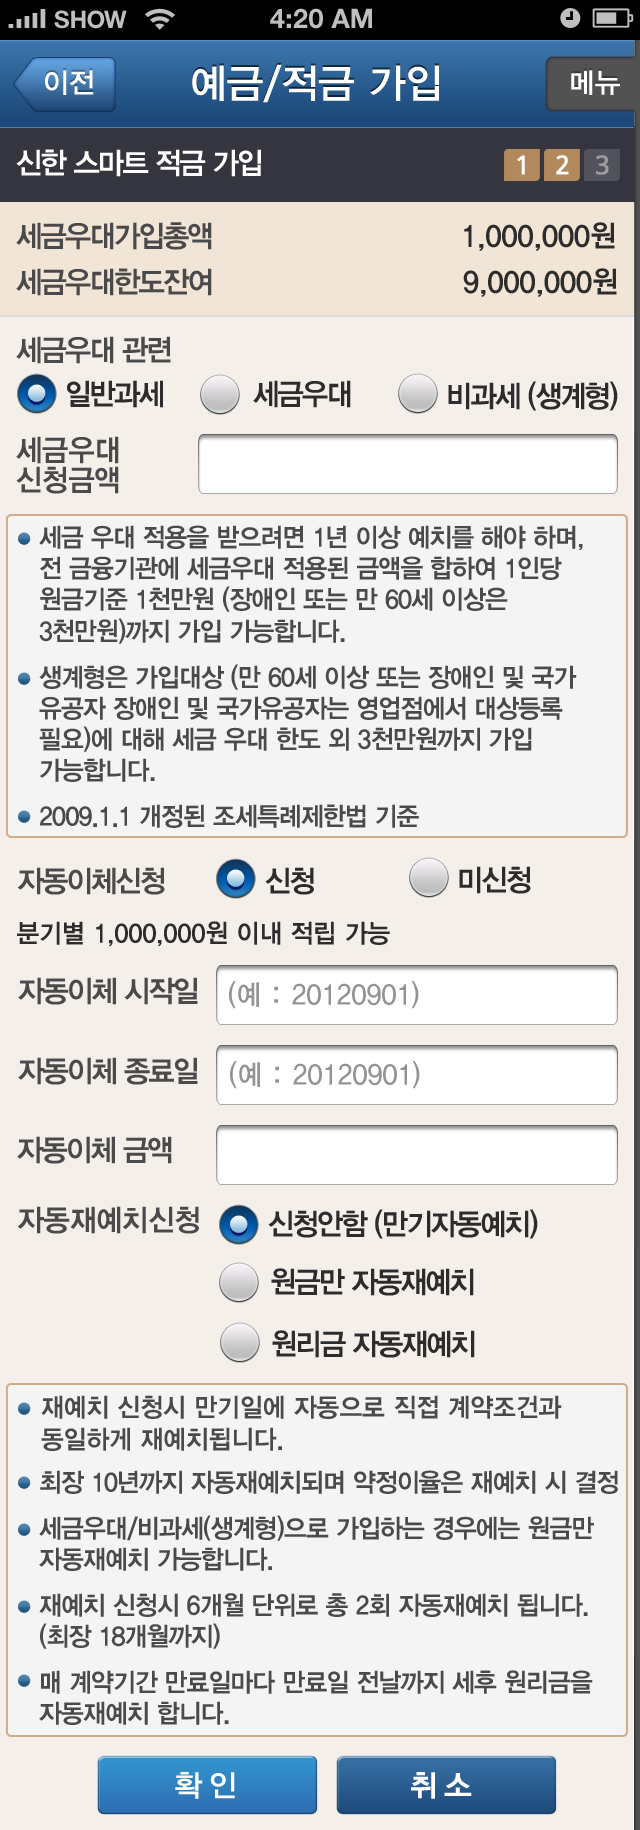 SHOW 4:20 AM
이전 예금/적금 가입 메뉴
신한 스마트 적금 가입 1 2 3
세금우대가입총액 1,000,000원
세금우대한도잔여 9,000,000원
세금우대 관련
일반과세 세금우대 비과세 (생계형)
세금우대
신청금액
세금 우대 적용을 받으려면 1년 이상 예치를 해야 하며,
전 금융기관에 세금우대 적용된 금액을 합하여 1인당
원금기준 1천만원 (장애인 또는 만 60세 이상은
3천만원)까지 가입 가능합니다.
생계형은 가입대상 (만 60세 이상 또는 장애인 및 국가
유공자 장애인 및 국가유공자는 영업점에서 대상등록
필요)에 대해 세금 우대 한도 외 3천만원까지 가입
가능합니다.
2009.1.1 개정된 조세특례제한법 기준
자동이체신청 신청 미신청
분기별 1,000,000원 이내 적립 가능
자동이체 시작일 (예 : 20120901)
자동이체 종료일 (예 : 20120901)
자동이체 금액
자동재예치신청 신청안함 (만기자동예치)
원금만 자동재예치
원리금 자동재예치
재예치 신청시 만기일에 자동으로 직접 계약조건과
동일하게 재예치됩니다.
최장 10년까지 자동재예치되며 약정이율은 재예치 시 결정
세금우대/비과세(생계형)으로 가입하는 경우에는 원금만
자동재예치 가능합니다.
재예치 신청시 6개월 단위로 총 2회 자동재예치 됩니다.
(최장 18개월까지)
매 계약기간 만료일마다 만료일 전날까지 세후 원리금을
자동재예치 합니다.
확인 취소